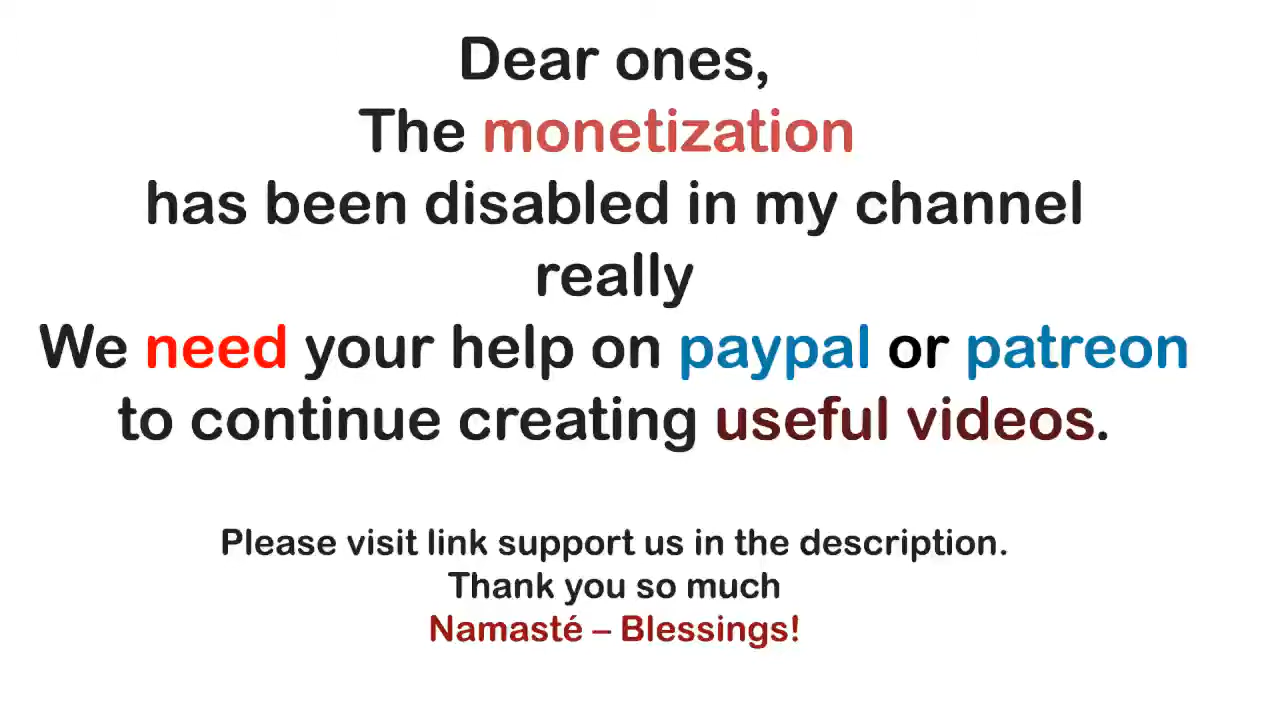 Dear ones,
The monetization
has been disabled in my channel
really
We need your help on paypal or patreon
to continue creating useful videos.
Please visit link support us in the description.
Thank you so much
Namasté – Blessings!